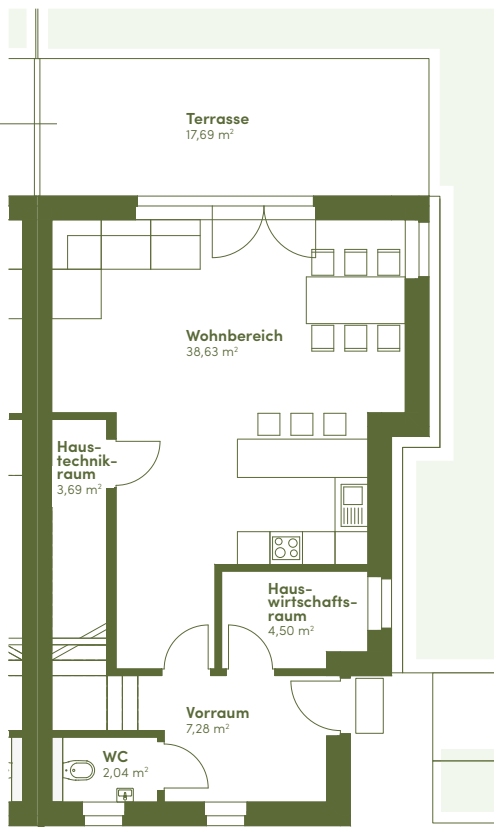 Terrasse
17,69 m²
Wohnbereich
38,63 m²
Haus-
technik-
raum
3,69 m²
Haus-
wirtschafts-
raum
4,50 m²
Vorraum
7,28 m²
WC
2,04 m²